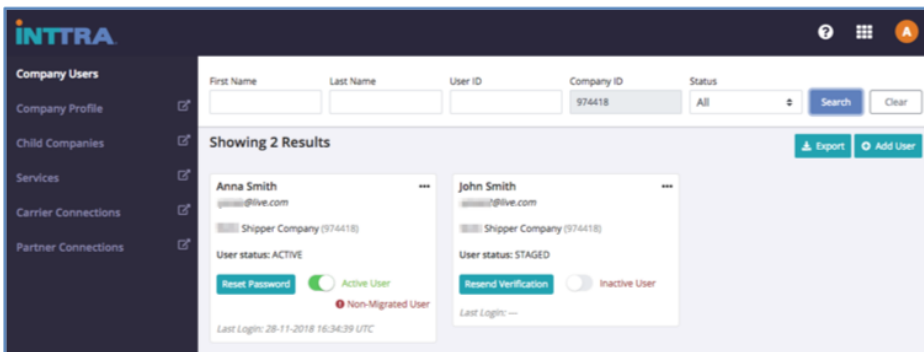 INTTRA
A
Company Users
Company Profile
Child Companies
Services
Carrier Connections
Partner Connections
First Name Last Name User ID Company ID Status
974418 All Search Clear
Showing 2 Results
Export Add User
Anna Smith
@live.com
Shipper Company (974418)
User status: ACTIVE
Reset Password Active User
Non-Migrated User
Last Login: 28-11-2018 16:34:39 UTC
John Smith
@live.com
Shipper Company (974418)
User status: STAGED
Resend Verification Inactive User
Last Login: —